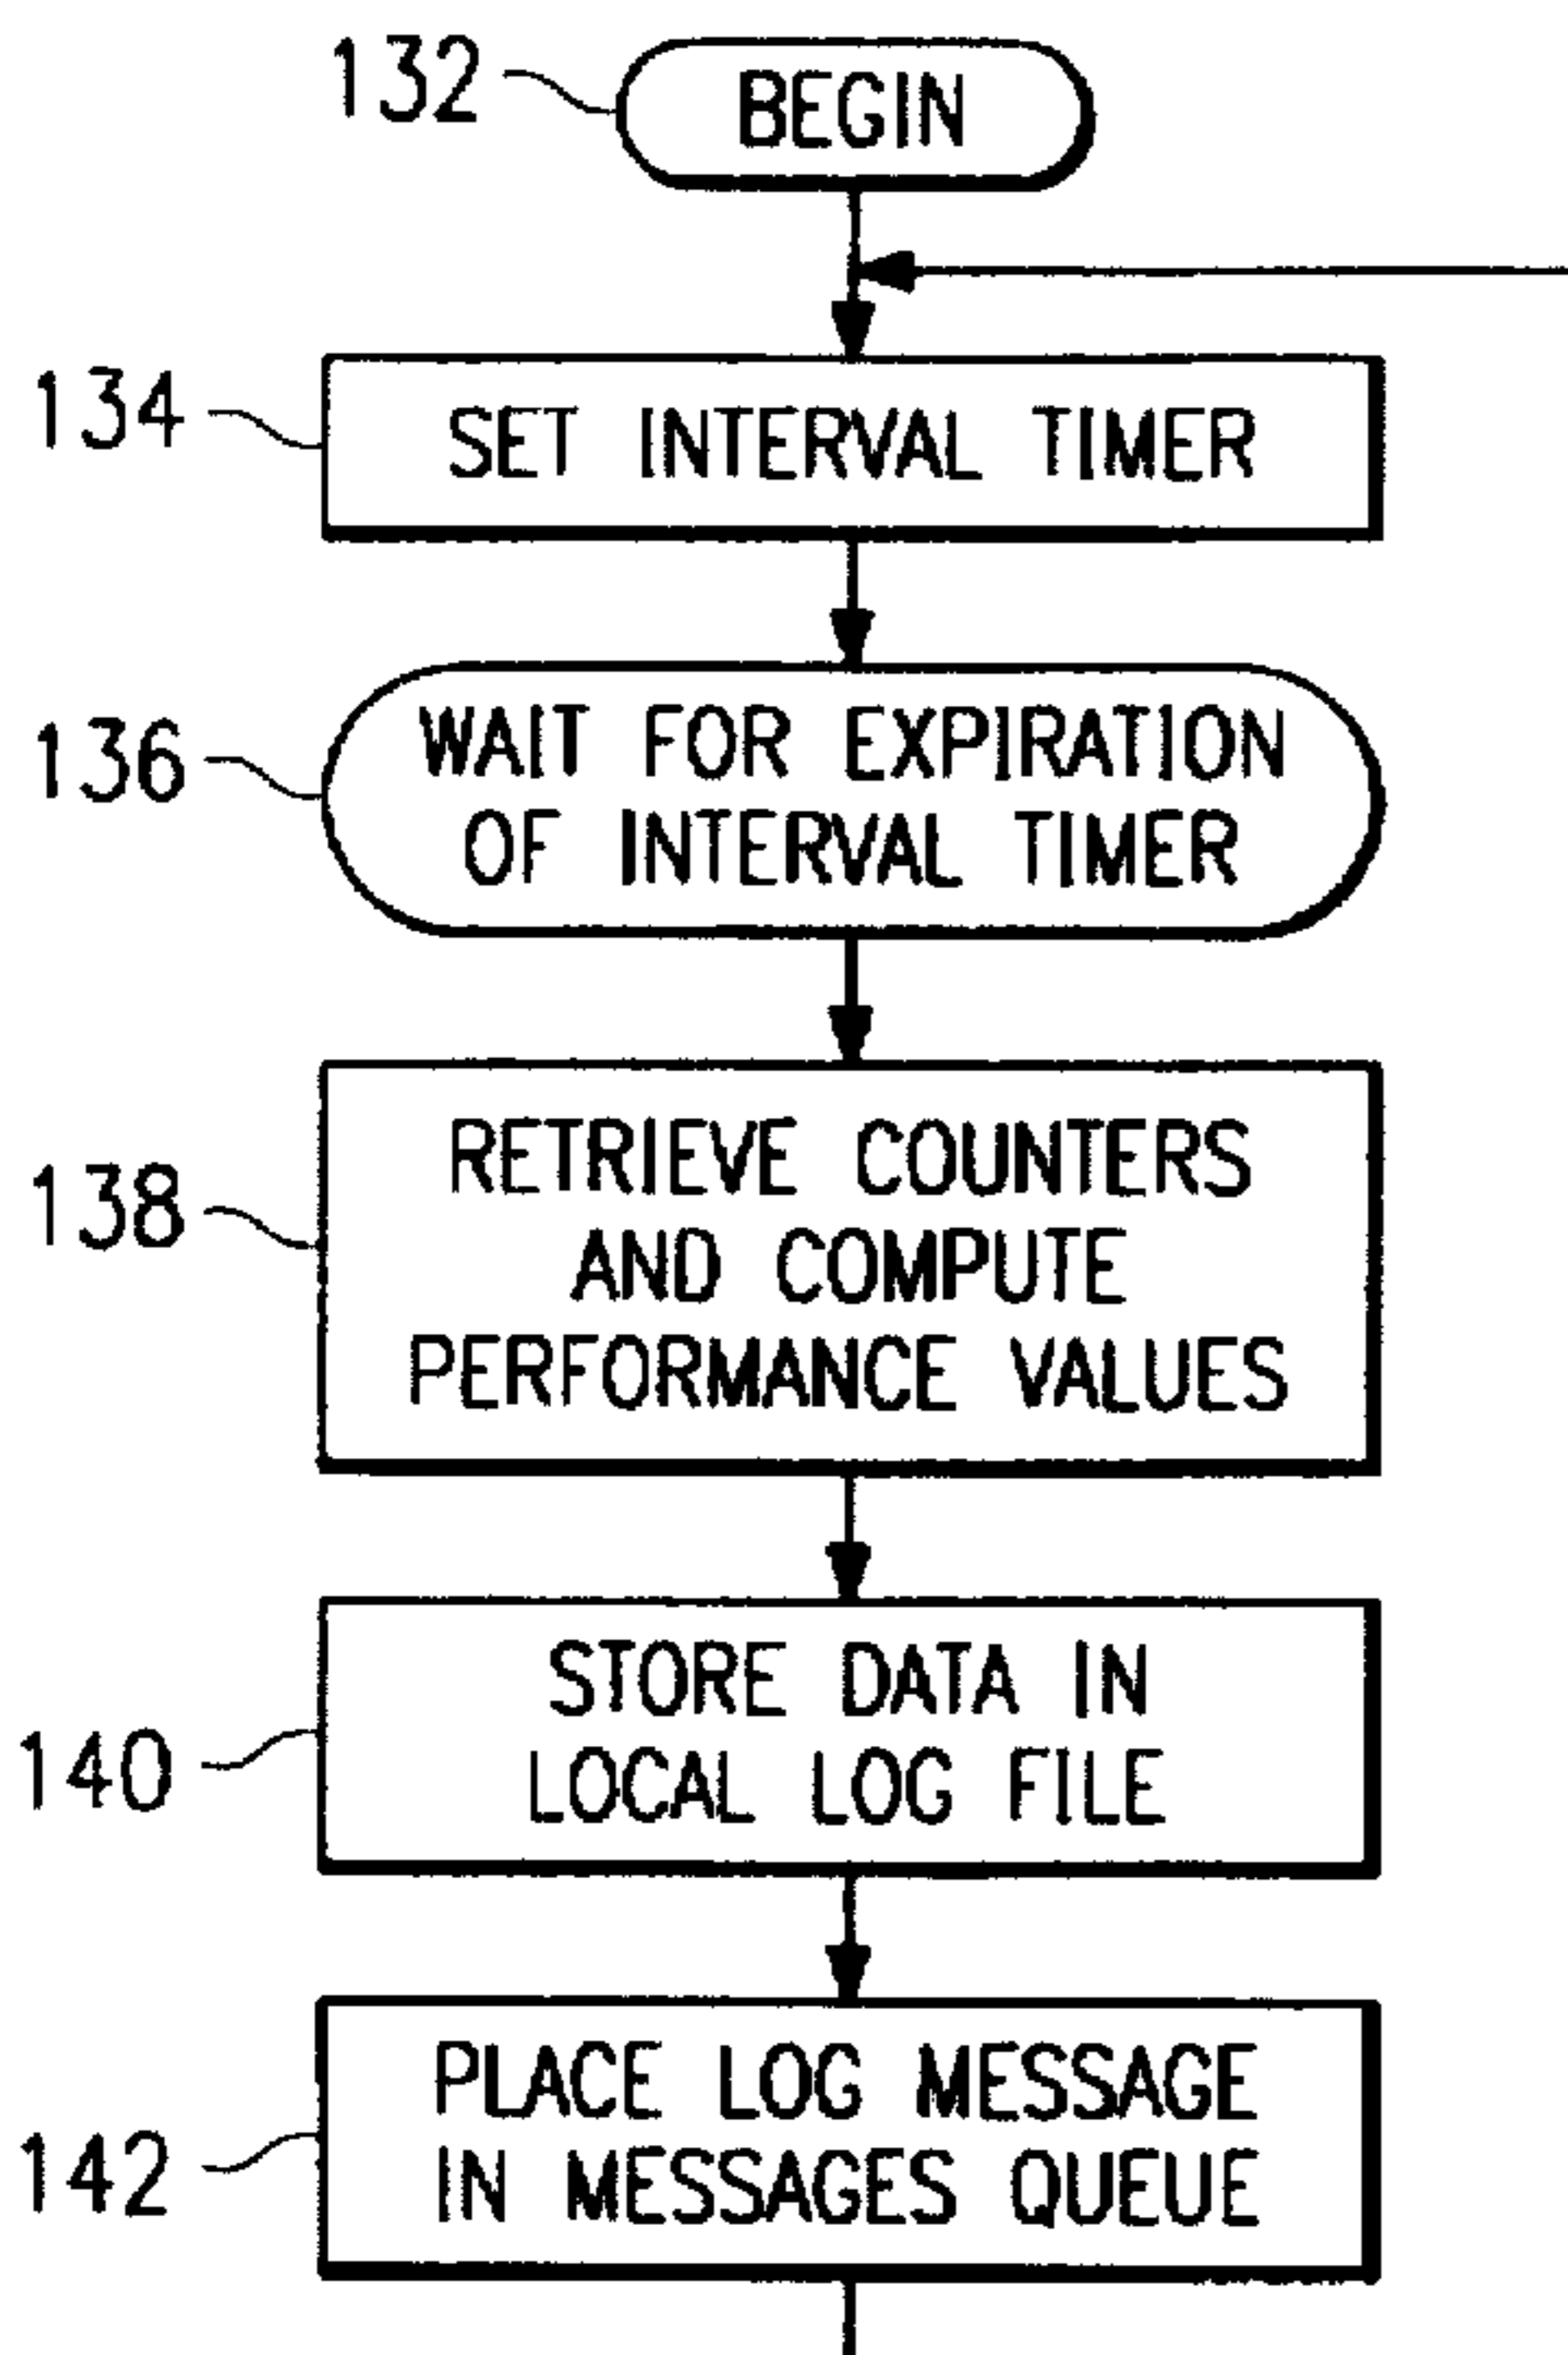 132
BEGIN
134
SET INTERVAL TIMER
136
WAIT FOR EXPIRATION
OF INTERVAL TIMER
138
RETRIEVE COUNTERS
AND COMPUTE
PERFORMANCE VALUES
140
STORE DATA IN
LOCAL LOG FILE
142
PLACE LOG MESSAGE
IN MESSAGES QUEUE